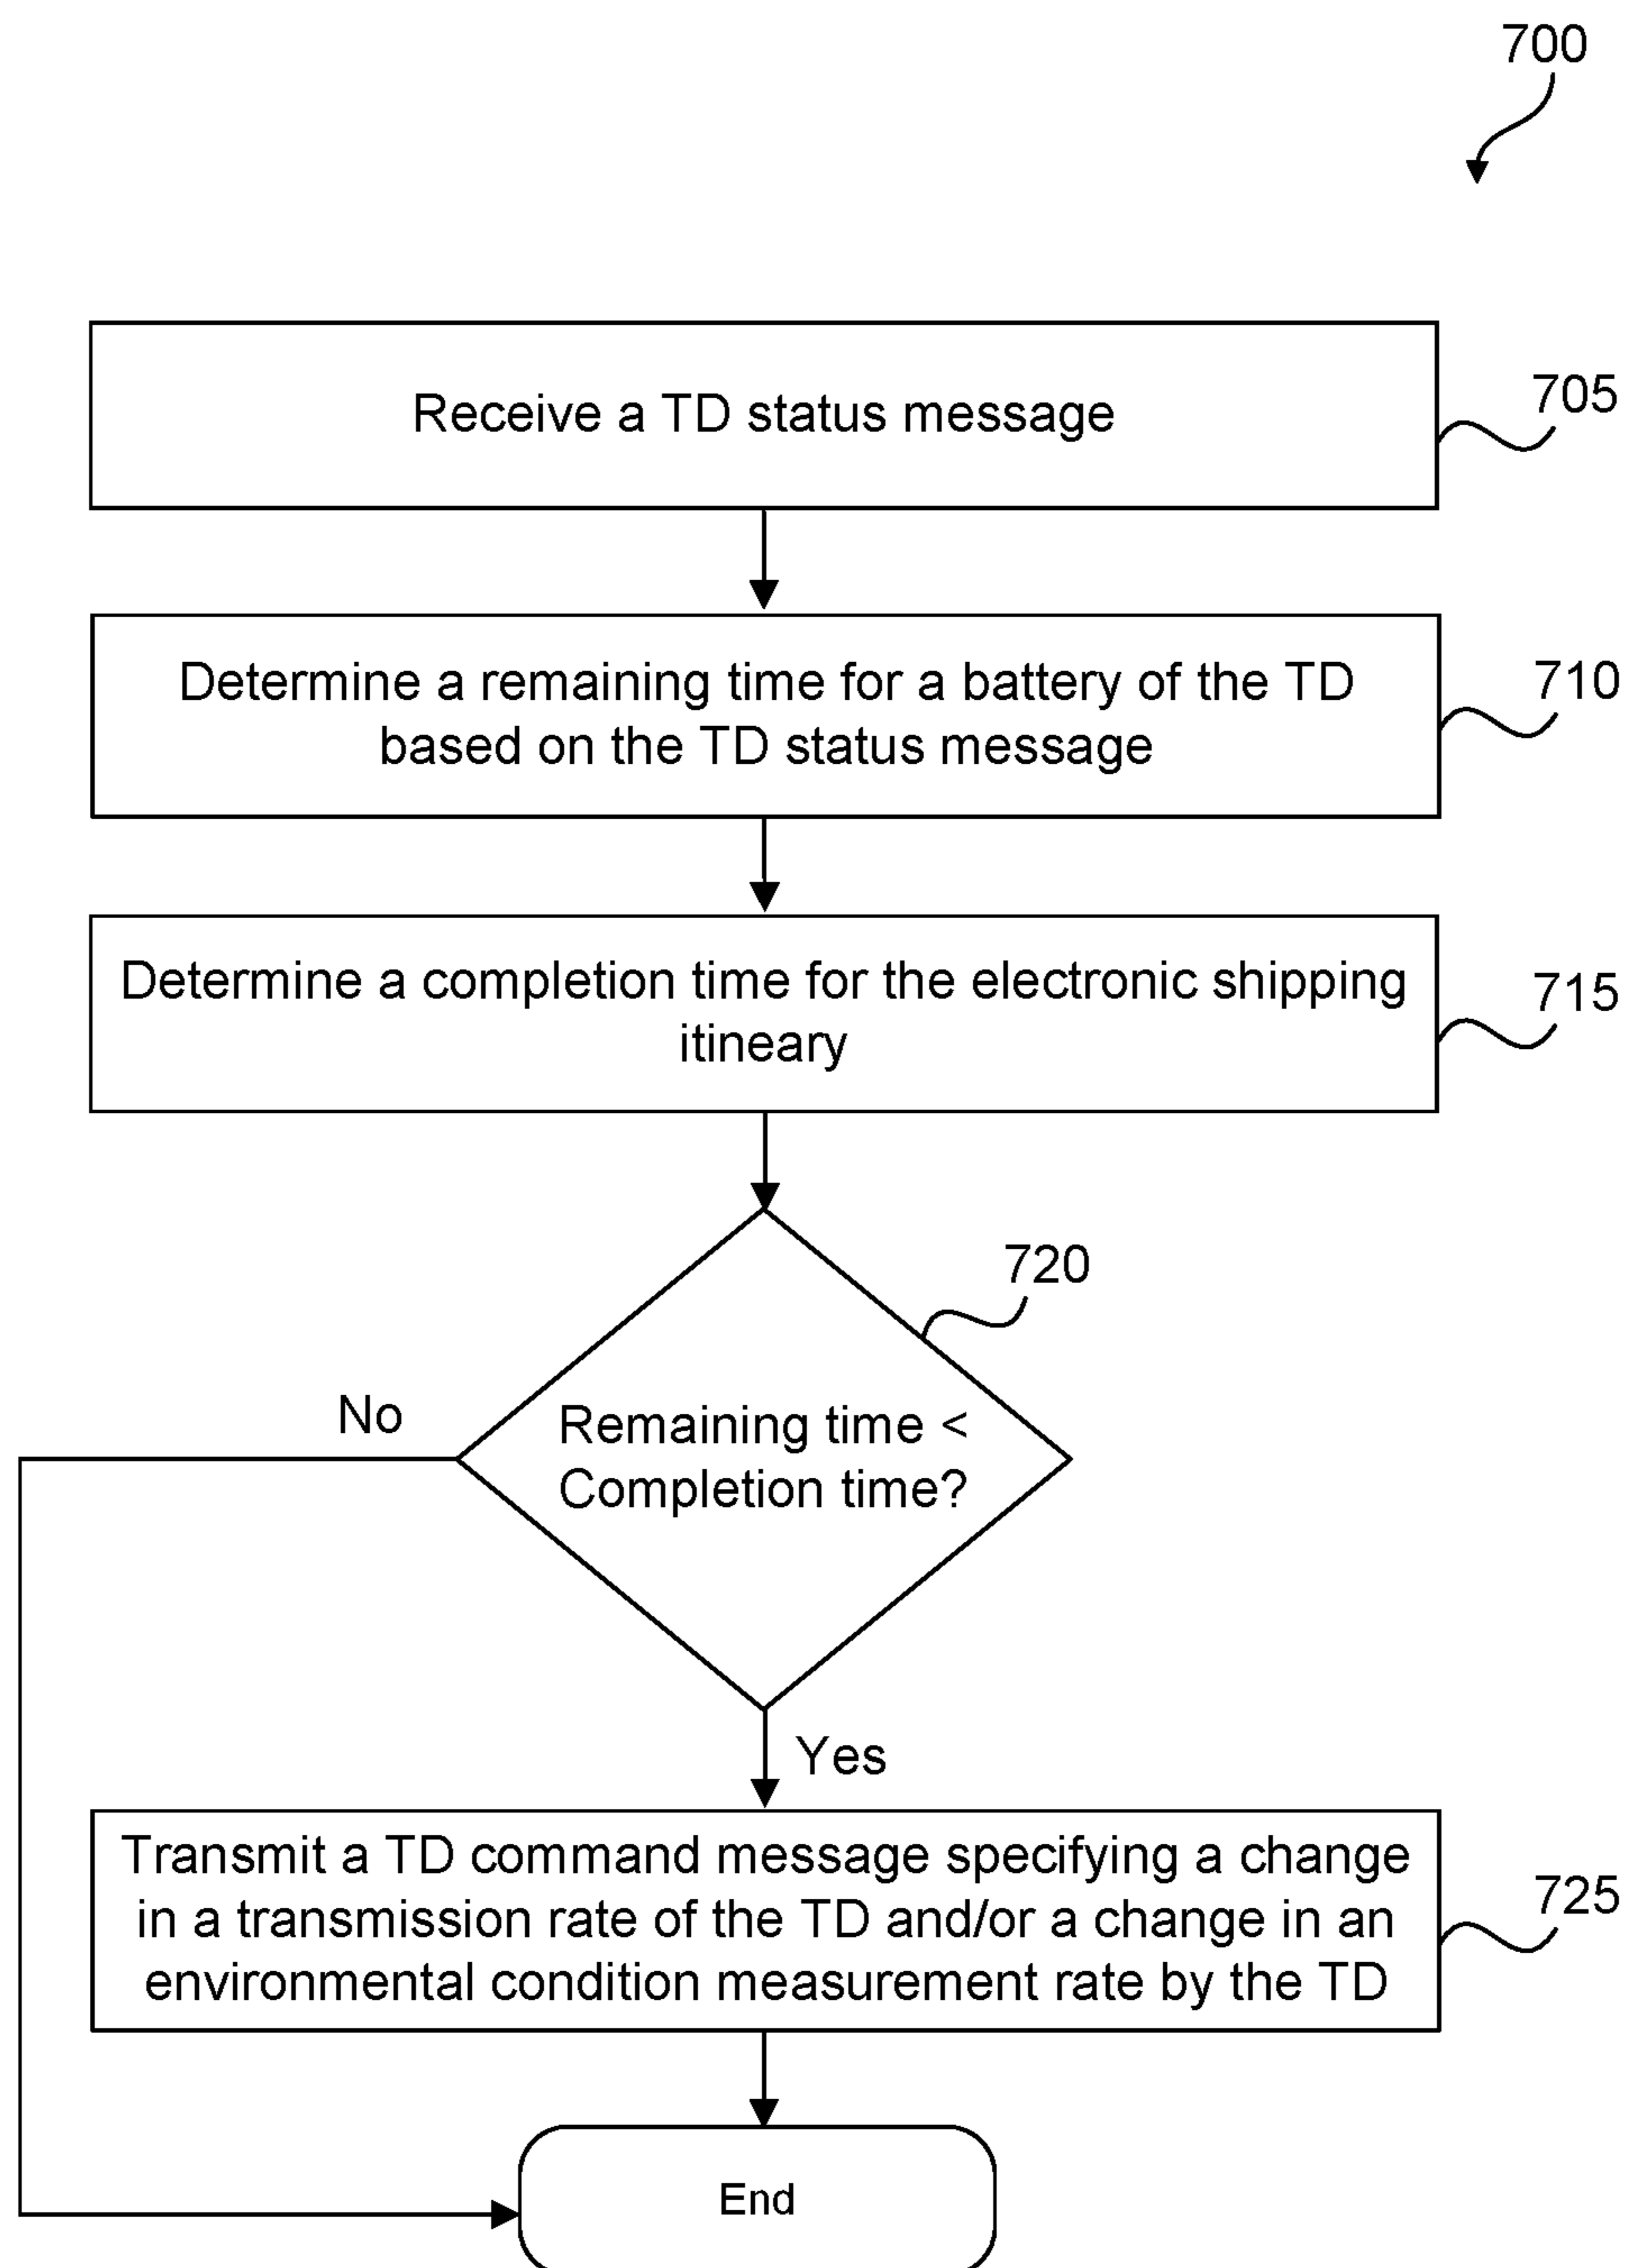 700
Receive a TD status message
705
Determine a remaining time for a battery of the TD
based on the TD status message
710
Determine a completion time for the electronic shipping
itineary
715
720
Remaining time <
Completion time?
No
Yes
Transmit a TD command message specifying a change
in a transmission rate of the TD and/or a change in an
environmental condition measurement rate by the TD
725
End